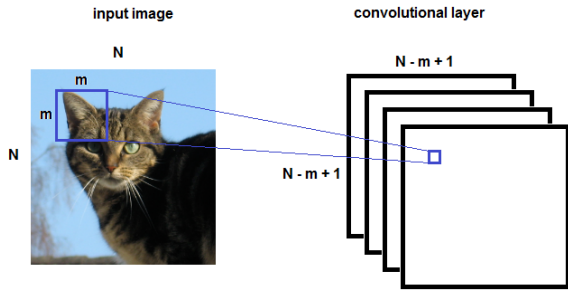 input image
convolutional layer
N
N - m + 1
m
m
N
N - m + 1